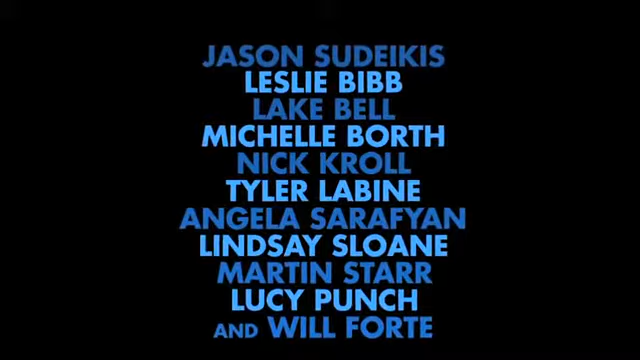 JASON SUDEIKIS
LESLIE BIBB
LAKE BELL
MICHELLE BORTH
NICK KROLL
TYLER LABINE
ANGELA SARAFYAN
LINDSAY SLOANE
MARTIN STARR
LUCY PUNCH
AND WILL FORTE